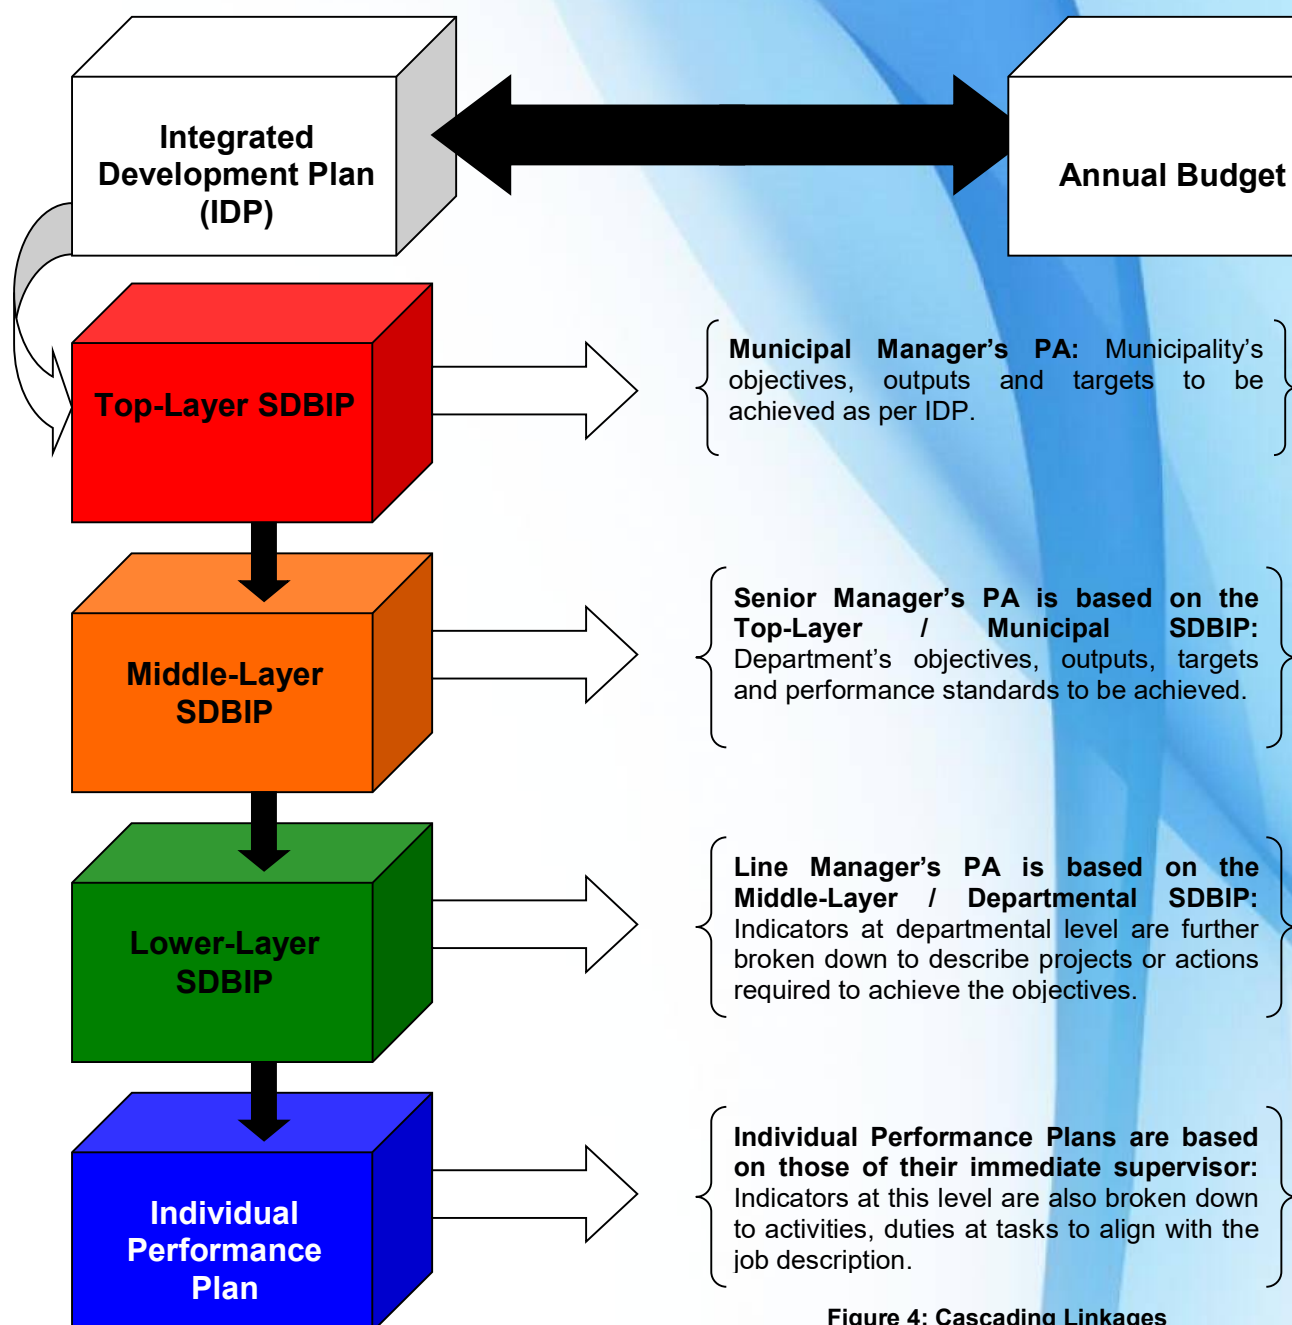 Integrated
Development Plan
(IDP)
Annual Budget
Top-Layer SDBIP
Municipal Manager's PA: Municipality's
objectives, outputs and targets to be
achieved as per IDP.
Middle-Layer
SDBIP
Senior Manager's PA is based on the
Top-Layer / Municipal SDBIP:
Department's objectives, outputs, targets
and performance standards to be achieved.
Lower-Layer
SDBIP
Line Manager's PA is based on the
Middle-Layer / Departmental SDBIP:
Indicators at departmental level are further
broken down to describe projects or actions
required to achieve the objectives.
Individual
Performance
Plan
Individual Performance Plans are based
on those of their immediate supervisor:
Indicators at this level are also broken down
to activities, duties at tasks to align with the
job description.
Figure 4: Cascading Linkages